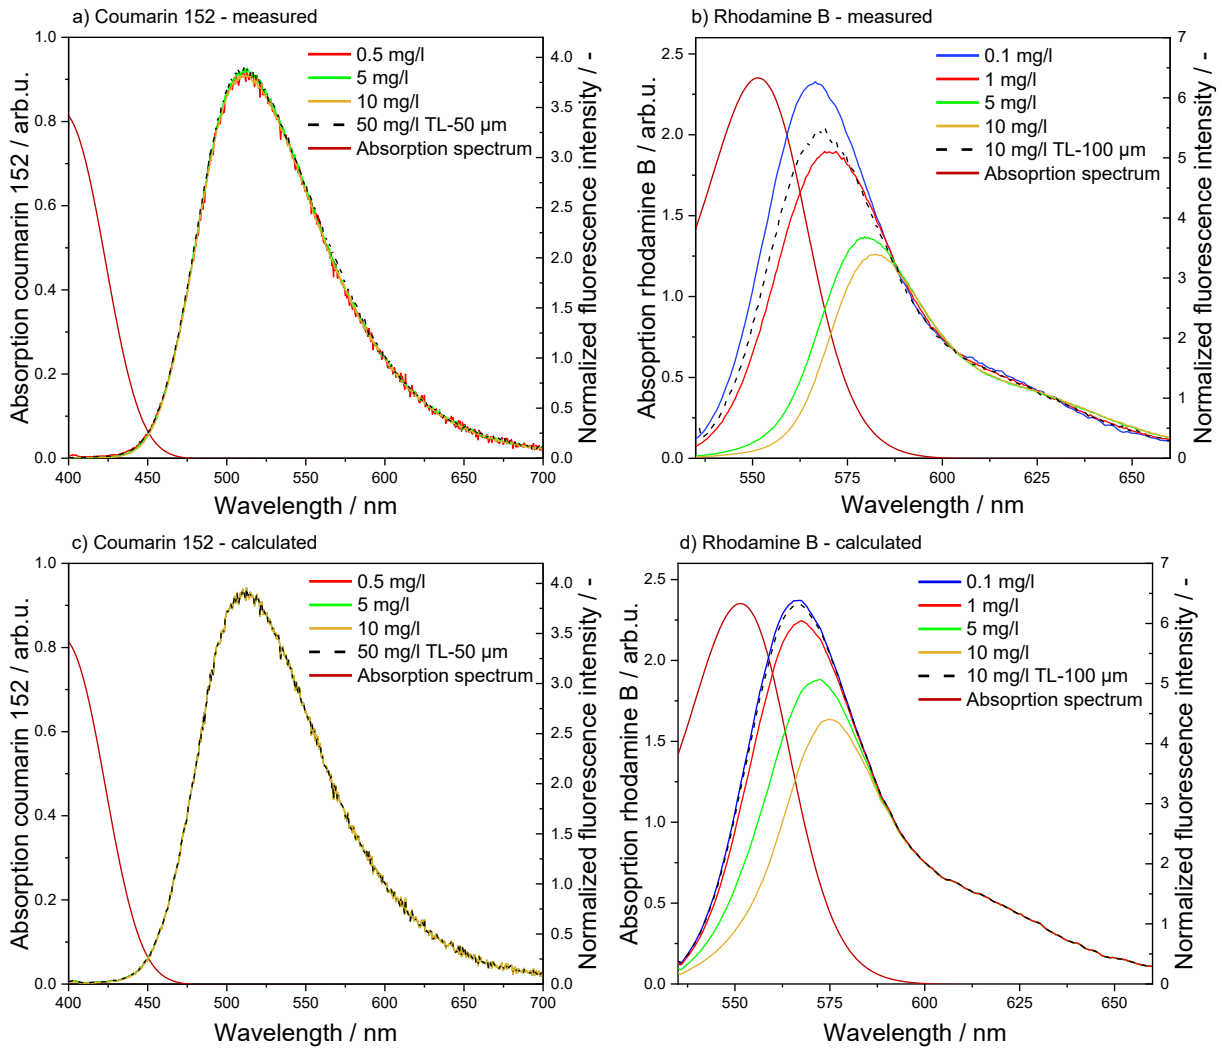 a) Coumarin 152 - measured
Absorption coumarin 152 / arb.u.
1.0
0.8
0.6
0.4
0.2
0.0
0.5 mg/l
5 mg/l
10 mg/l
50 mg/l TL-50 µm
Absorption spectrum
4.0
3.5
3.0
2.5
2.0
1.5
1.0
0.5
0.0
Normalized fluorescence intensity / -
400 450 500 550 600 650 700
Wavelength / nm
b) Rhodamine B - measured
Absoprtion rhodamine B / arb.u.
2.5
2.0
1.5
1.0
0.5
0.0
0.1 mg/l
1 mg/l
5 mg/l
10 mg/l
10 mg/l TL-100 µm
Absoprtion spectrum
7
6
5
4
3
2
1
0
Normalized fluorescence intensity / -
550 575 600 625 650
Wavelength / nm
c) Coumarin 152 - calculated
Absorption coumarin 152 / arb.u.
1.0
0.8
0.6
0.4
0.2
0.0
0.5 mg/l
5 mg/l
10 mg/l
50 mg/l TL-50 µm
Absorption spectrum
4.0
3.5
3.0
2.5
2.0
1.5
1.0
0.5
0.0
Normalized fluorescence intensity / -
400 450 500 550 600 650 700
Wavelength / nm
d) Rhodamine B - calculated
Absoprtion rhodamine B / arb.u.
2.5
2.0
1.5
1.0
0.5
0.0
0.1 mg/l
1 mg/l
5 mg/l
10 mg/l
10 mg/l TL-100 µm
Absoprtion spectrum
7
6
5
4
3
2
1
0
Normalized fluorescence intensity / -
550 575 600 625 650
Wavelength / nm